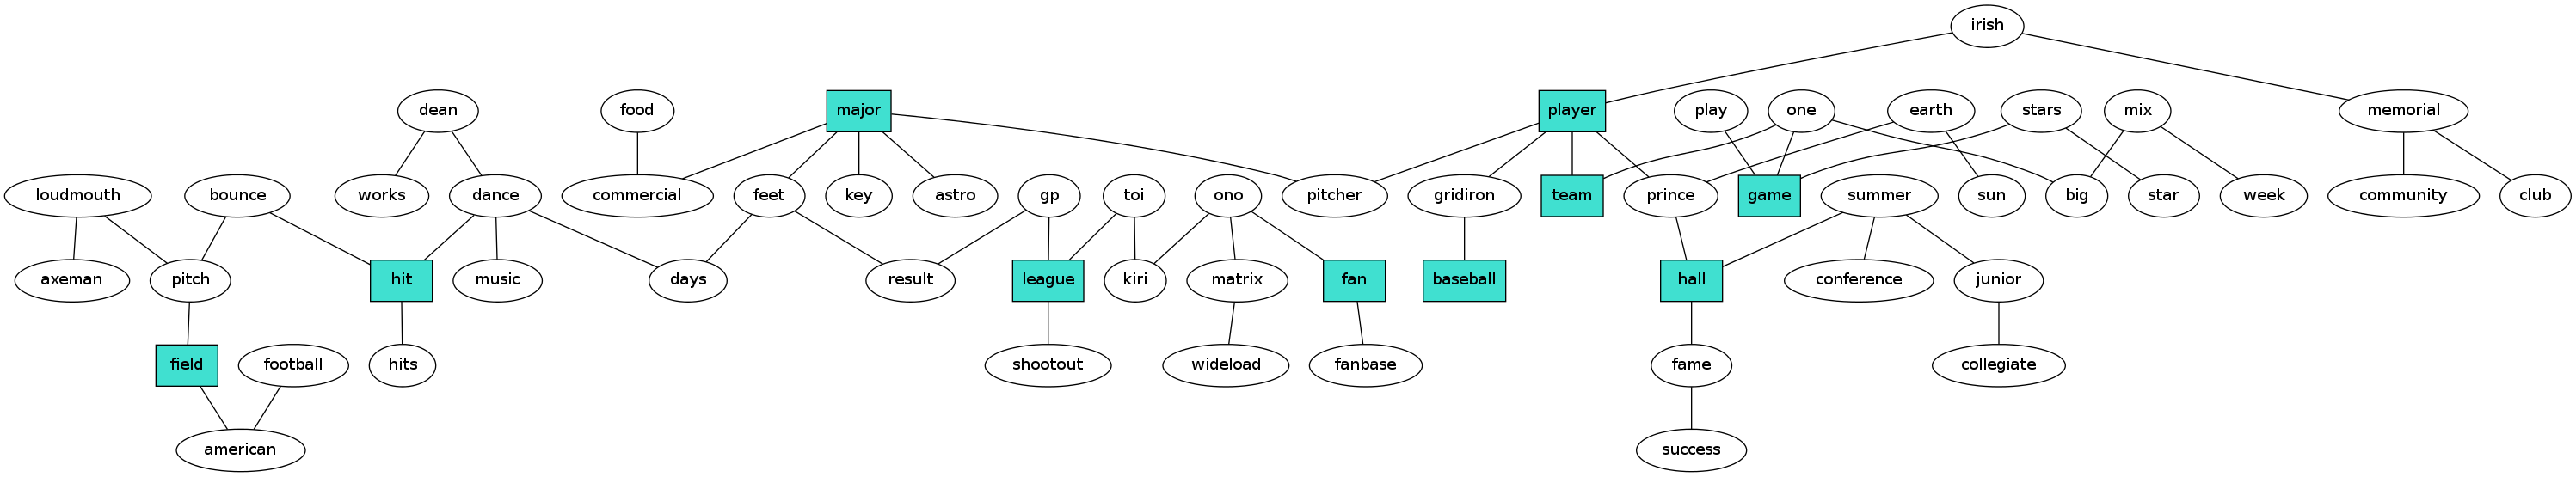 irish
dean
food
major
player
play
one
earth
stars
mix
memorial
loudmouth
bounce
works
dance
commercial
feet
key
astro
gp
toi
ono
pitcher
gridiron
team
prince
game
summer
sun
big
star
week
community
club
axeman
pitch
hit
music
days
result
league
kiri
matrix
fan
baseball
hall
conference
junior
field
football
hits
shootout
wideload
fanbase
fame
collegiate
american
success